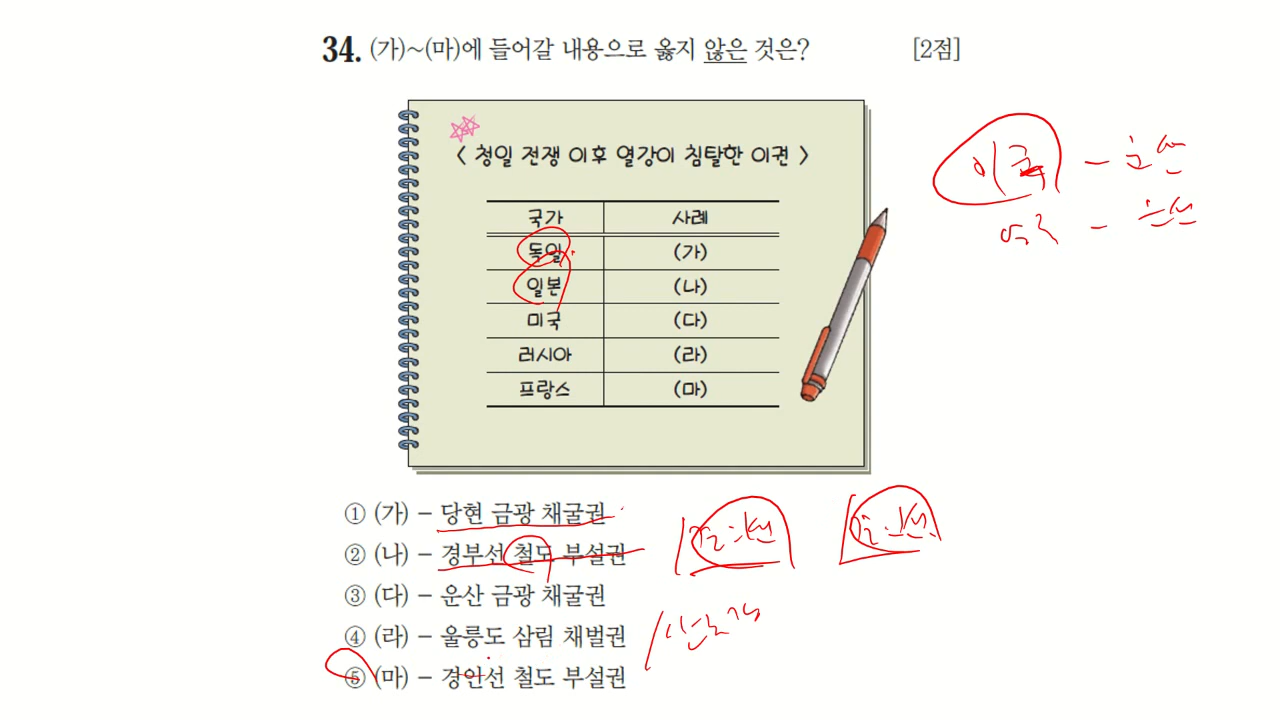 34. (가)~(마)에 들어갈 내용으로 옳지 않은 것은? [2점]
< 청일 전쟁 이후 열강이 침탈한 이권 >
국가 사례
독일 (가)
일본 (나)
미국 (다)
러시아 (라)
프랑스 (마)
① (가) – 당현 금광 채굴권
② (나) – 경부선 철도 부설권
③ (다) – 운산 금광 채굴권
④ (라) – 울릉도 삼림 채벌권
⑤ (마) – 경인선 철도 부설권